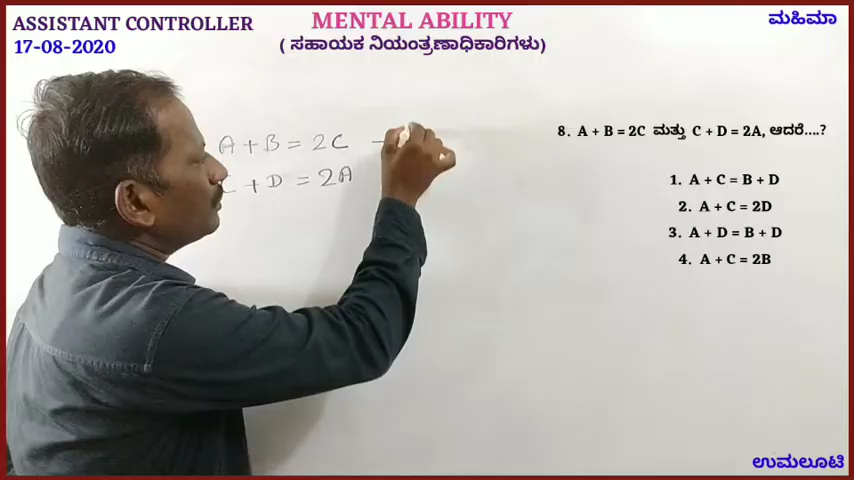 ASSISTANT CONTROLLER
17-08-2020
MENTAL ABILITY
( ಸಹಾಯಕ ನಿಯಂತ್ರಣಾಧಿಕಾರಿಗಳು)
ಮಹಿಮಾ
A + B = 2C –
C + D = 2A
8. A + B = 2C ಮತ್ತು C + D = 2A, ಆದರೆ....?
1. A + C = B + D
2. A + C = 2D
3. A + D = B + D
4. A + C = 2B
ಉಮಲೂಟಿ